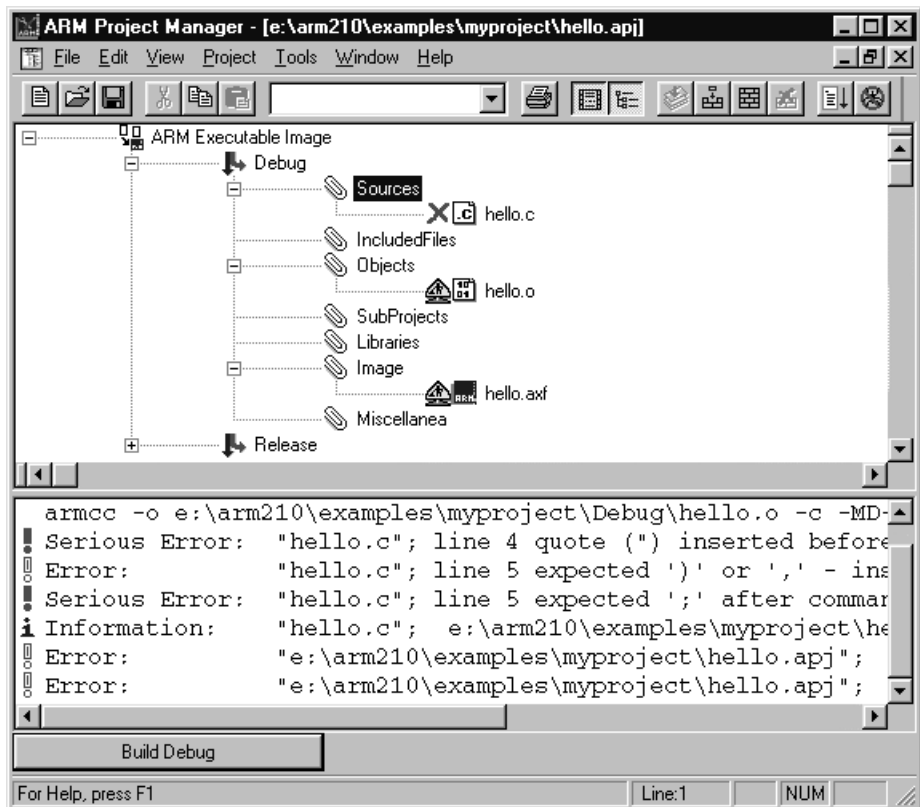 ARM Project Manager - [e:\arm210\examples\myproject\hello.apj]
File Edit View Project Tools Window Help
ARM Executable Image
Debug
Sources
.c hello.c
IncludedFiles
Objects
hello.o
SubProjects
Libraries
Image
ARM hello.axf
Miscellanea
Release
armcc -o e:\arm210\examples\myproject\Debug\hello.o -c -MD-
Serious Error: "hello.c"; line 4 quote (") inserted before
Error: "hello.c"; line 5 expected ')' or ',' - ins
Serious Error: "hello.c"; line 5 expected ';' after comman
Information: "hello.c"; e:\arm210\examples\myproject\he
Error: "e:\arm210\examples\myproject\hello.apj";
Error: "e:\arm210\examples\myproject\hello.apj";
Build Debug
For Help, press F1 Line:1 NUM